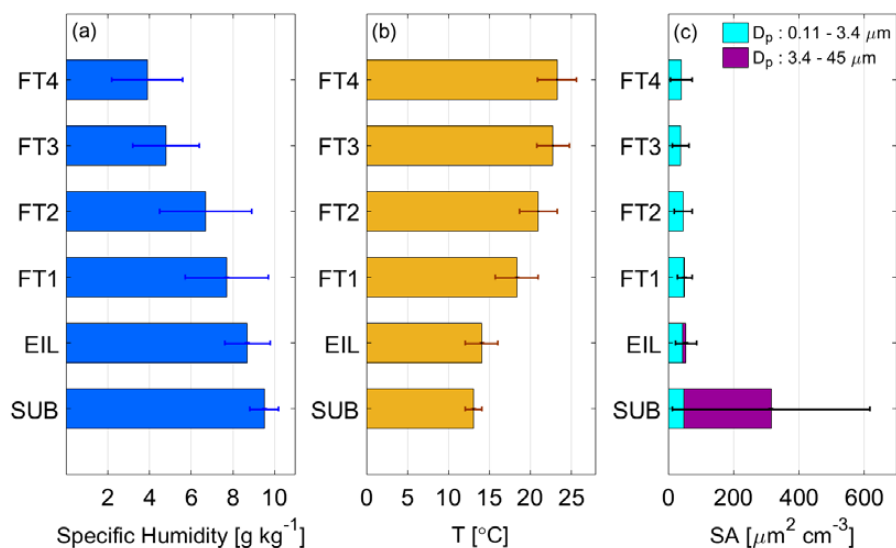 (a)
FT4
FT3
FT2
FT1
EIL
SUB
2 4 6 8 10
Specific Humidity [g kg⁻¹]
(b)
FT4
FT3
FT2
FT1
EIL
SUB
0 5 10 15 20 25
T [°C]
(c)
Dₚ : 0.11 - 3.4 μm
Dₚ : 3.4 - 45 μm
FT4
FT3
FT2
FT1
EIL
SUB
0 200 400 600
SA [μm² cm⁻³]